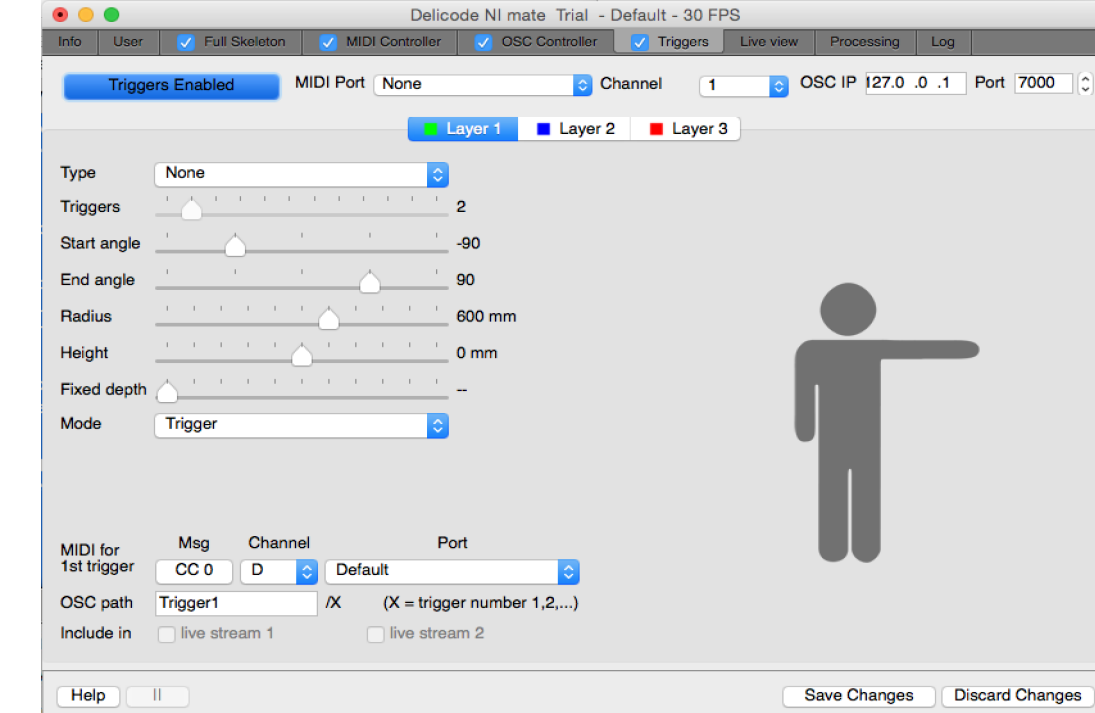 Delicode NI mate Trial - Default - 30 FPS
Info User Full Skeleton MIDI Controller OSC Controller Triggers Live view Processing Log
Triggers Enabled MIDI Port None Channel 1 OSC IP 127.0 .0 .1 Port 7000
Layer 1 Layer 2 Layer 3
Type None
Triggers 2
Start angle -90
End angle 90
Radius 600 mm
Height 0 mm
Fixed depth --
Mode Trigger
Msg Channel Port
MIDI for
1st trigger CC 0 D Default
OSC path Trigger1 /X (X = trigger number 1,2,...)
Include in live stream 1 live stream 2
Help II Save Changes Discard Changes